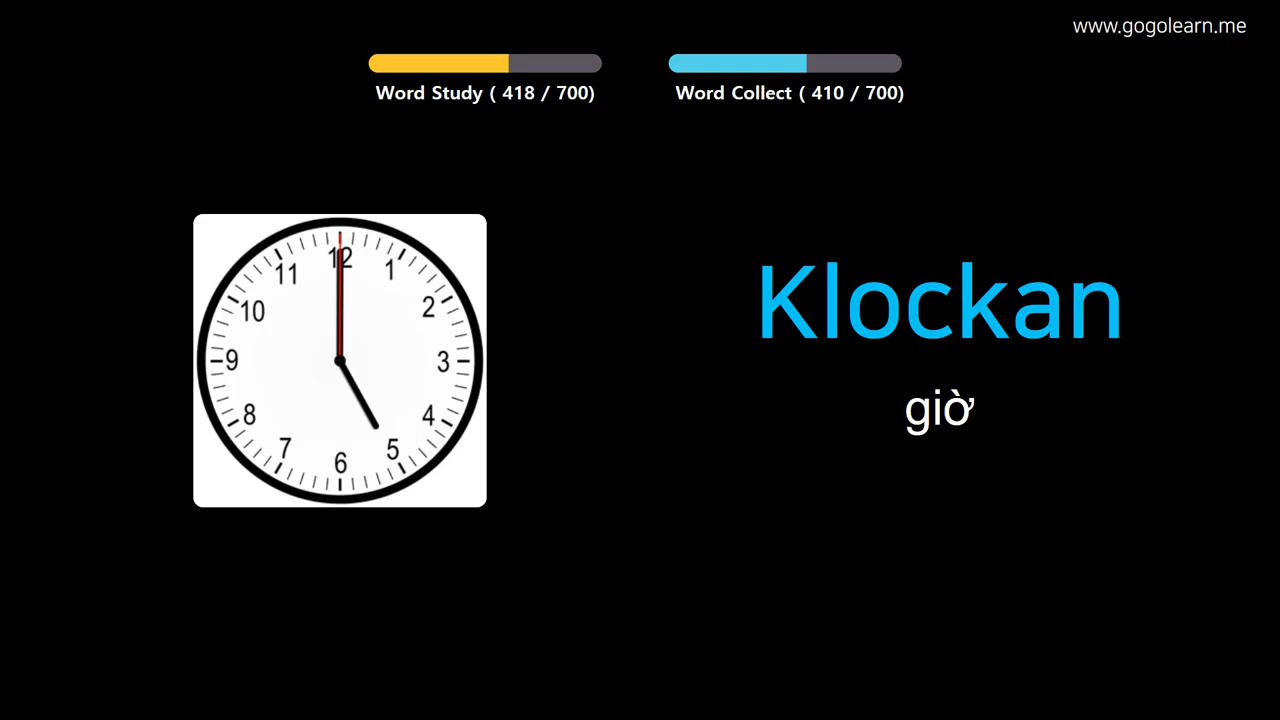 www.gogolearn.me
Word Study ( 418 / 700)
Word Collect ( 410 / 700)
12
1
2
3
4
5
6
7
8
9
10
11
Klockan
giờ